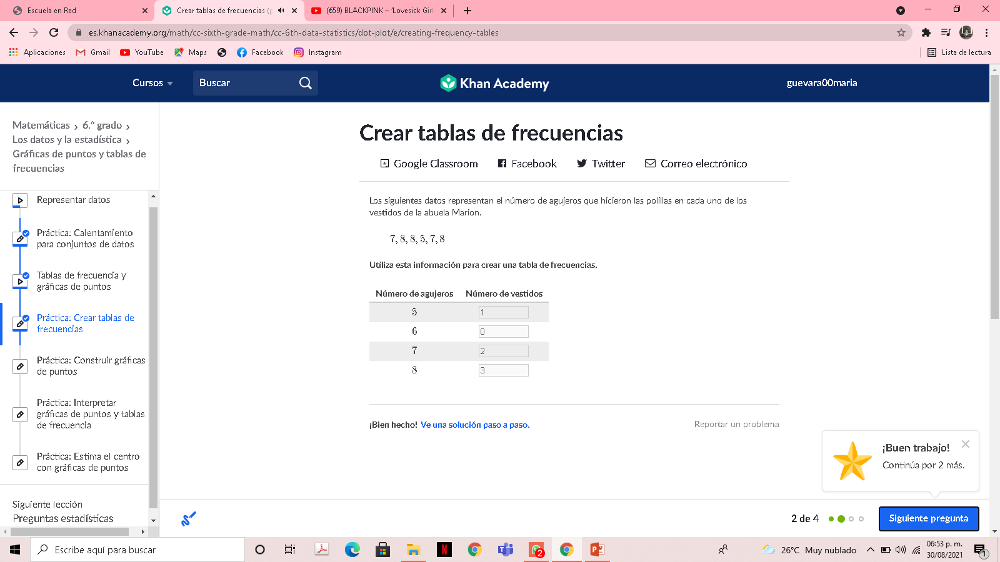 Escuela en Red
Crear tablas de frecuencias (p
(659) BLACKPINK – 'Lovesick Girl
es.khanacademy.org/math/cc-sixth-grade-math/cc-6th-data-statistics/dot-plot/e/creating-frequency-tables
Aplicaciones
Gmail
YouTube
Maps
Facebook
Instagram
Lista de lectura
Cursos
Buscar
Khan Academy
guevara00maria
Matemáticas > 6.º grado >
Los datos y la estadística >
Gráficas de puntos y tablas de
frecuencias
Representar datos
Práctica: Calentamiento
para conjuntos de datos
Tablas de frecuencia y
gráficas de puntos
Práctica: Crear tablas de
frecuencias
Práctica: Construir gráficas
de puntos
Práctica: Interpretar
gráficas de puntos y tablas
de frecuencia
Práctica: Estima el centro
con gráficas de puntos
Siguiente lección
Preguntas estadísticas
Crear tablas de frecuencias
Google Classroom
Facebook
Twitter
Correo electrónico
Los siguientes datos representan el número de agujeros que hicieron las polillas en cada uno de los
vestidos de la abuela Marion.
7, 8, 8, 5, 7, 8
Utiliza esta información para crear una tabla de frecuencias.
Número de agujeros Número de vestidos
5 1
6 0
7 2
8 3
¡Bien hecho! Ve una solución paso a paso.
Reportar un problema
¡Buen trabajo!
Continúa por 2 más.
2 de 4
Siguiente pregunta
Escribe aquí para buscar
2
26°C Muy nublado
06:53 p. m.
30/08/2021
1